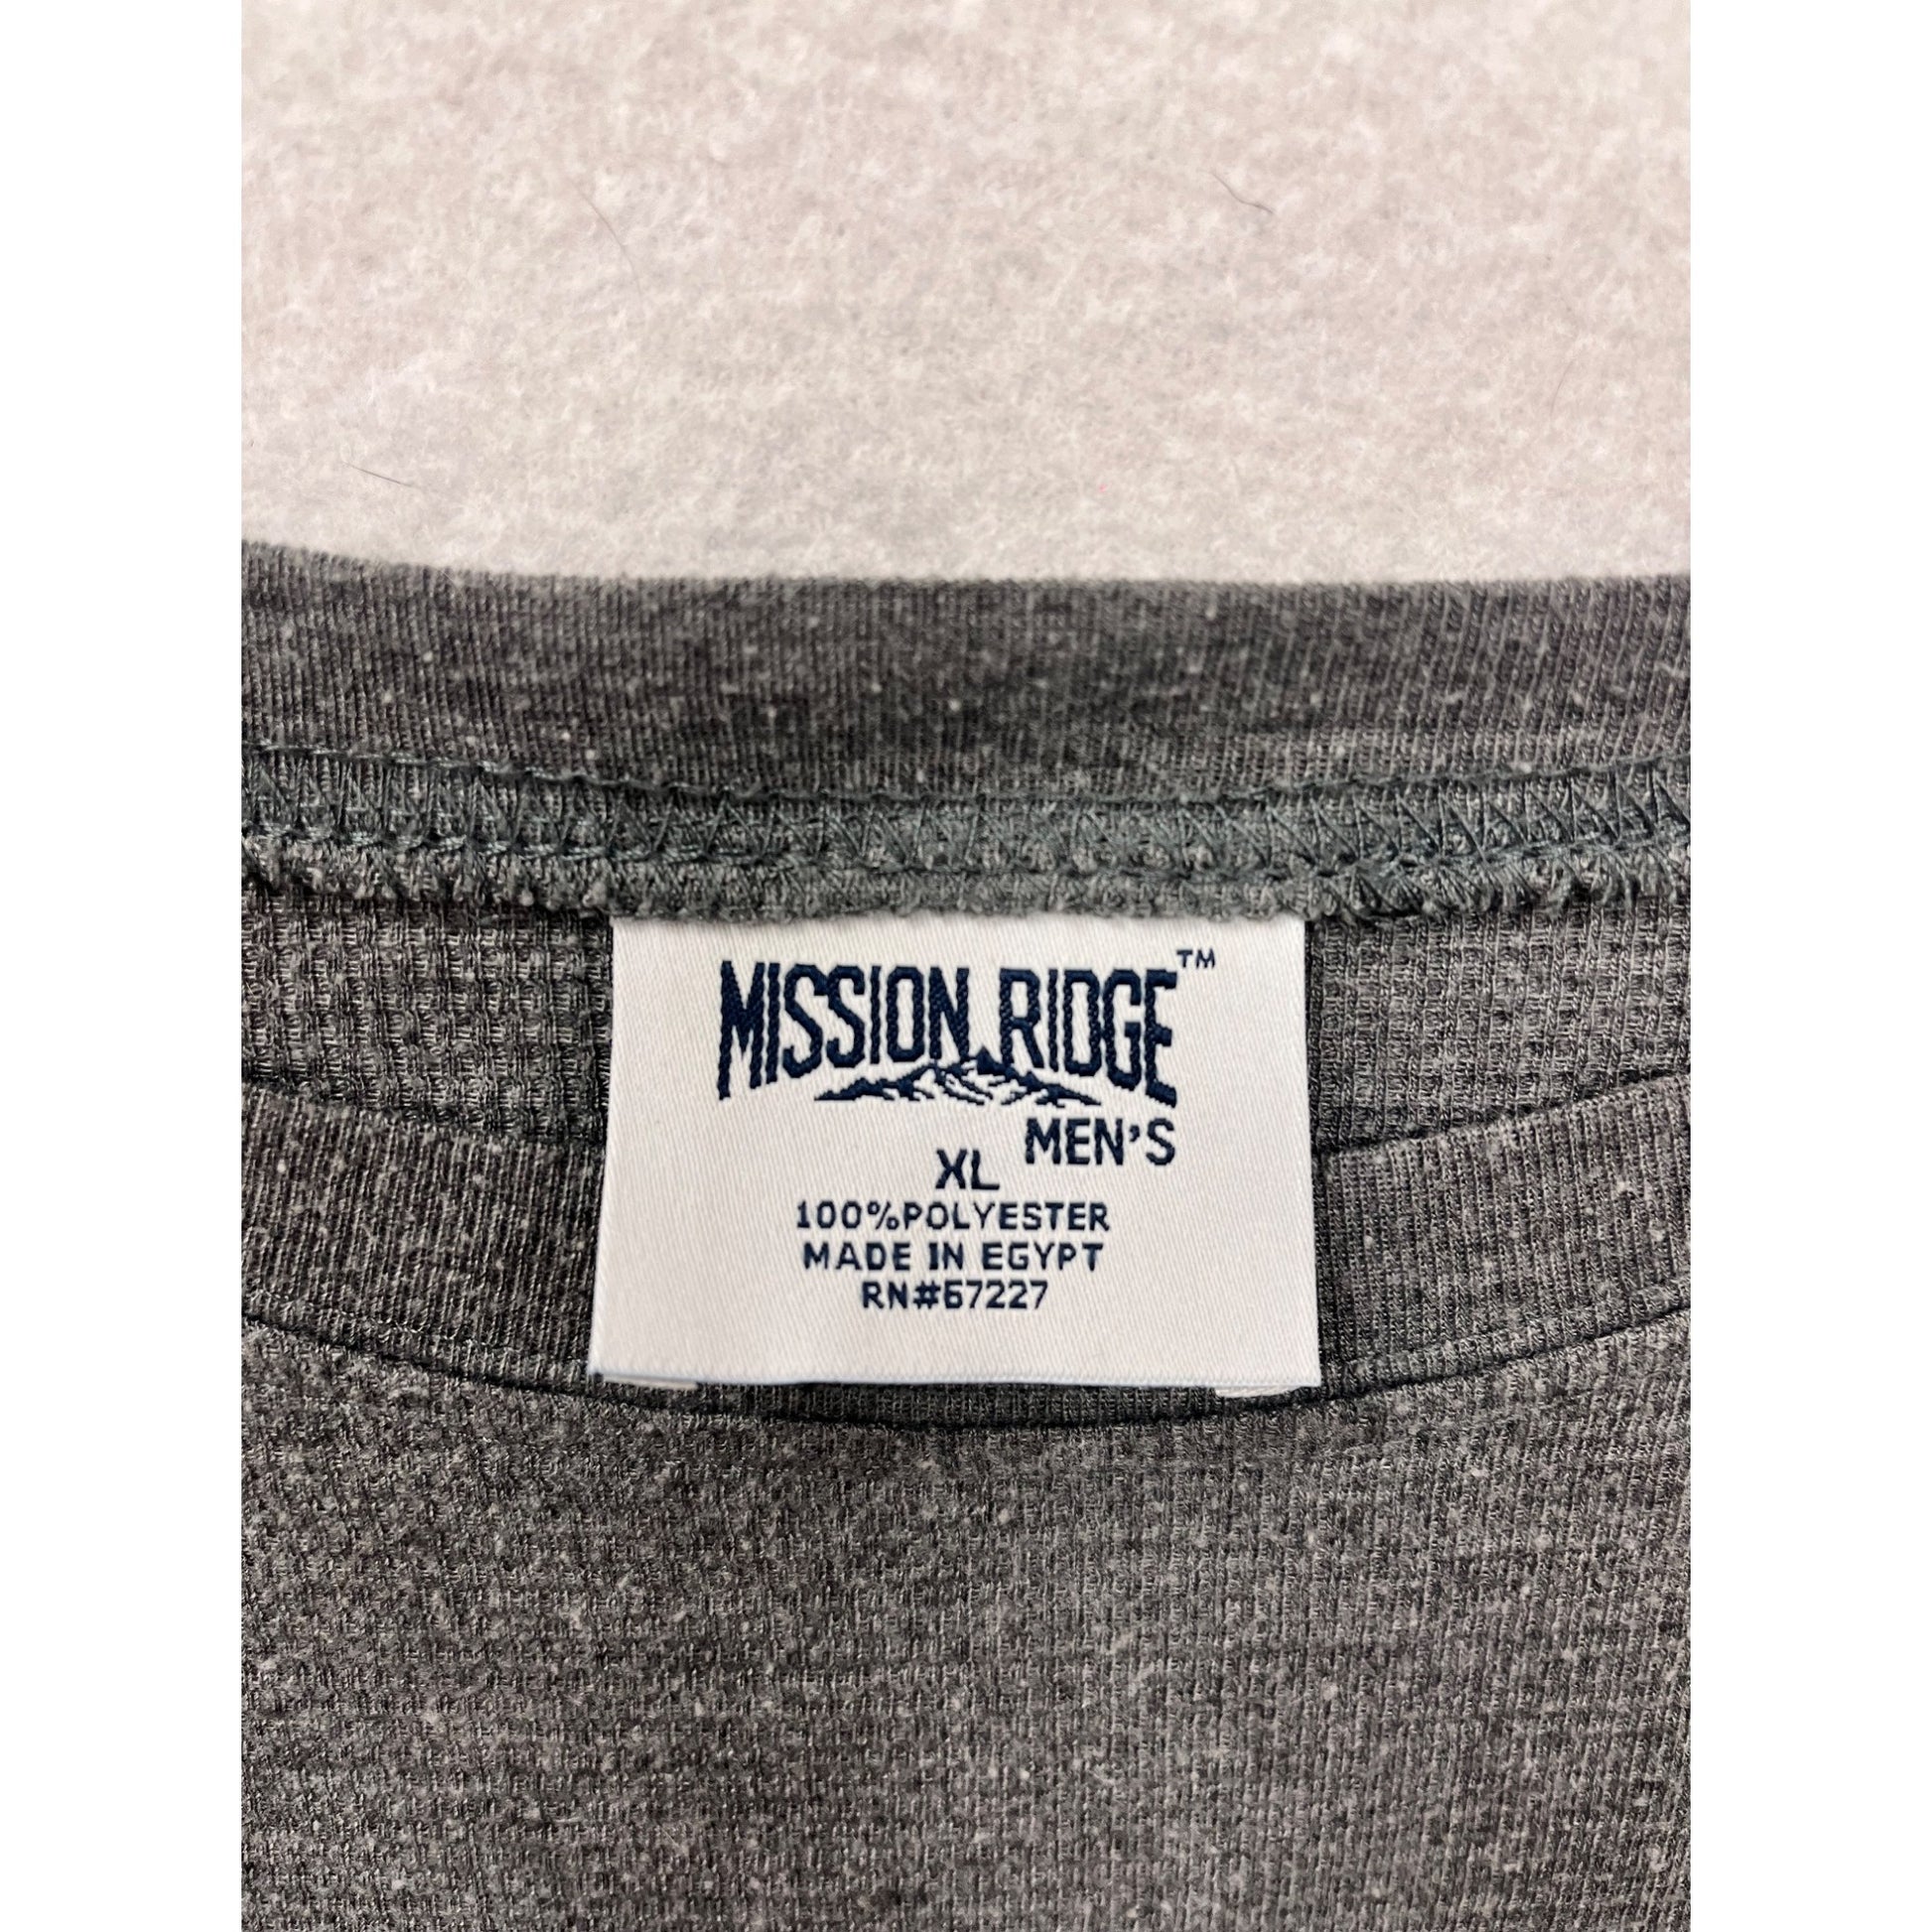 MISSION RIDGE™
MEN'S
XL
100%POLYESTER
MADE IN EGYPT
RN#67227